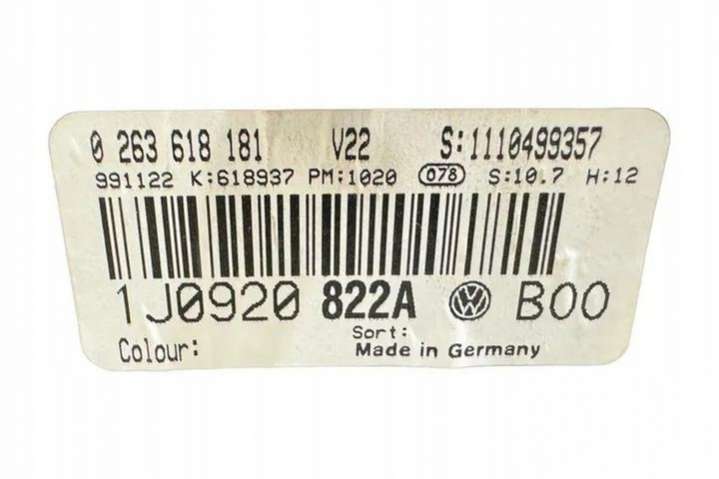 0 263 618 181 V22 S:1110499357
991122 K:618937 PM:1020 078 S:10.7 H:12
1J0920 822A VW B00
Sort:
Colour: Made in Germany